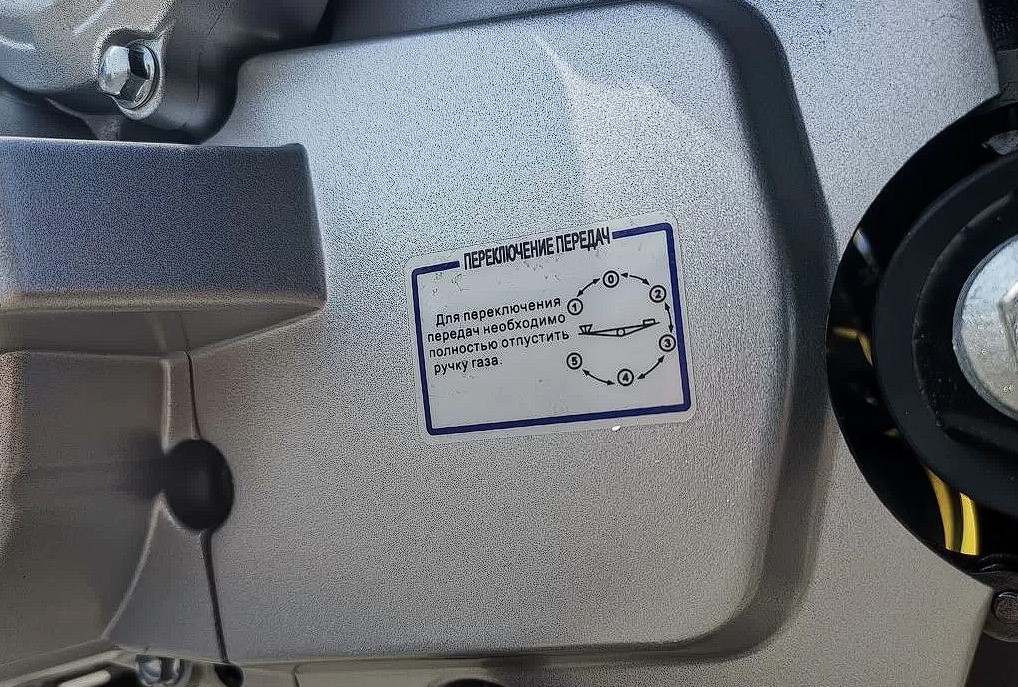 ПЕРЕКЛЮЧЕНИЕ ПЕРЕДАЧ
Для переключения
передач необходимо
полностью отпустить
ручку газа.
0
1
2
3
4
5